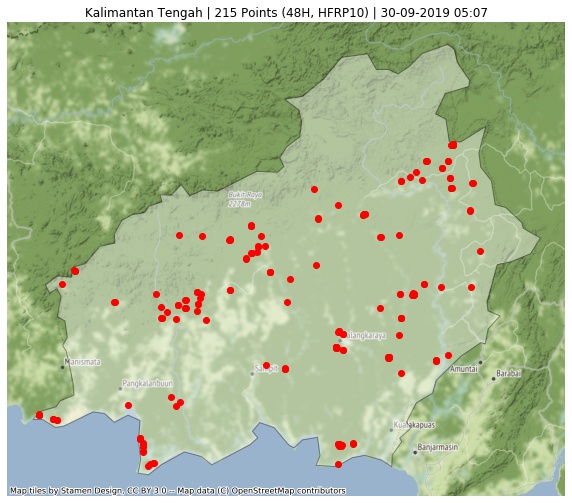 Kalimantan Tengah | 215 Points (48H, HFRP10) | 30-09-2019 05:07
Bukit Raya
2278m
Manismata
Pangkalanbuun
Sampit
Palangkaraya
Kualakapuas
Amuntai
Barabai
Banjarmasin
Map tiles by Stamen Design, CC BY 3.0 -- Map data (C) OpenStreetMap contributors